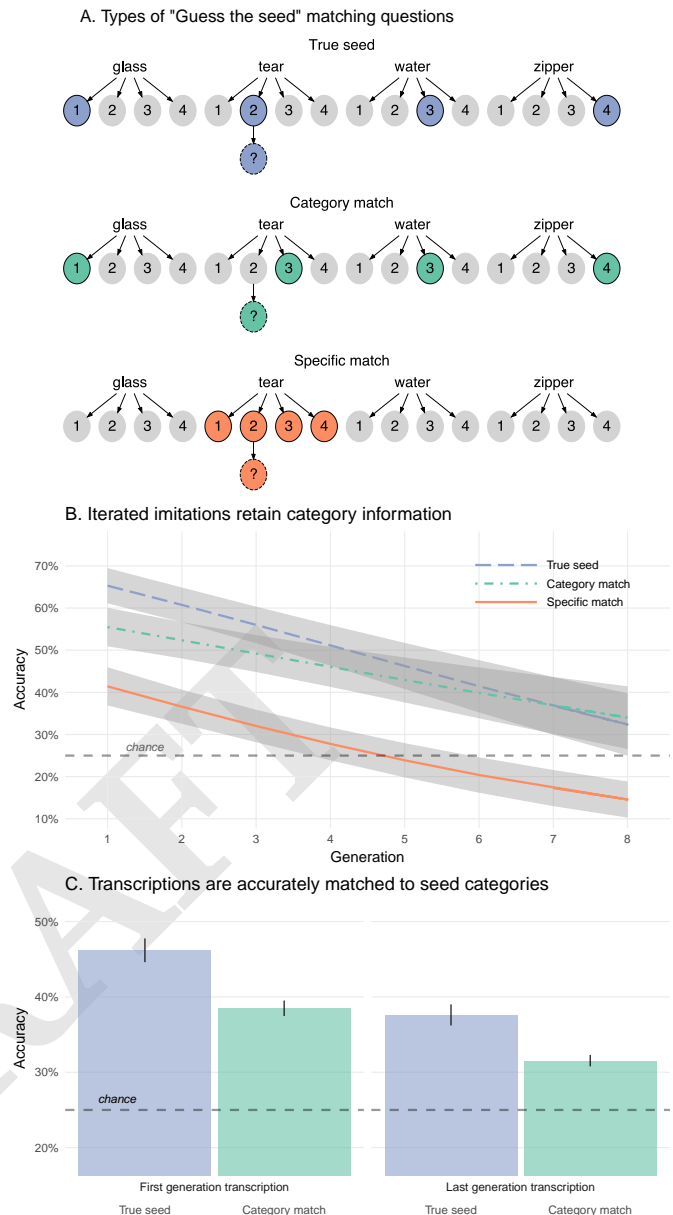 A. Types of "Guess the seed" matching questions
True seed
glass tear water zipper
1 2 3 4 1 2 3 4 1 2 3 4 1 2 3 4
?
Category match
glass tear water zipper
1 2 3 4 1 2 3 4 1 2 3 4 1 2 3 4
?
Specific match
glass tear water zipper
1 2 3 4 1 2 3 4 1 2 3 4 1 2 3 4
?
B. Iterated imitations retain category information
70%
60%
50%
40%
30%
20%
10%
Accuracy
True seed
Category match
Specific match
chance
1 2 3 4 5 6 7 8
Generation
C. Transcriptions are accurately matched to seed categories
50%
40%
30%
20%
Accuracy
chance
First generation transcription Last generation transcription
True seed Category match True seed Category match